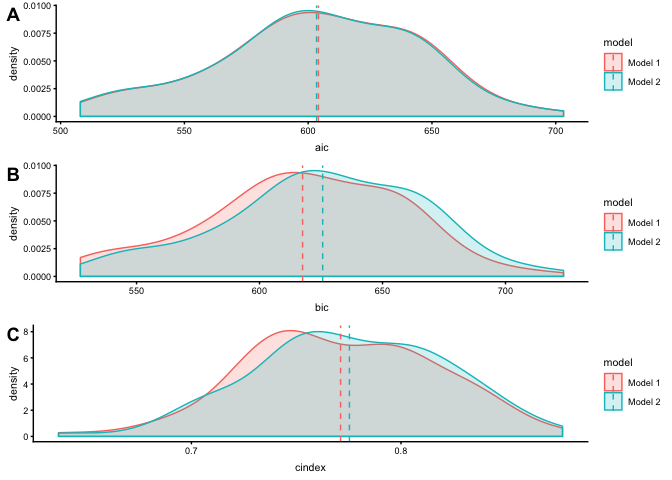 A
0.0100
0.0075
0.0050
0.0025
0.0000
density
500
550
600
650
700
aic
model
Model 1
Model 2
B
0.0100
0.0075
0.0050
0.0025
0.0000
density
550
600
650
700
bic
model
Model 1
Model 2
C
8
6
4
2
0
density
0.7
0.8
cindex
model
Model 1
Model 2